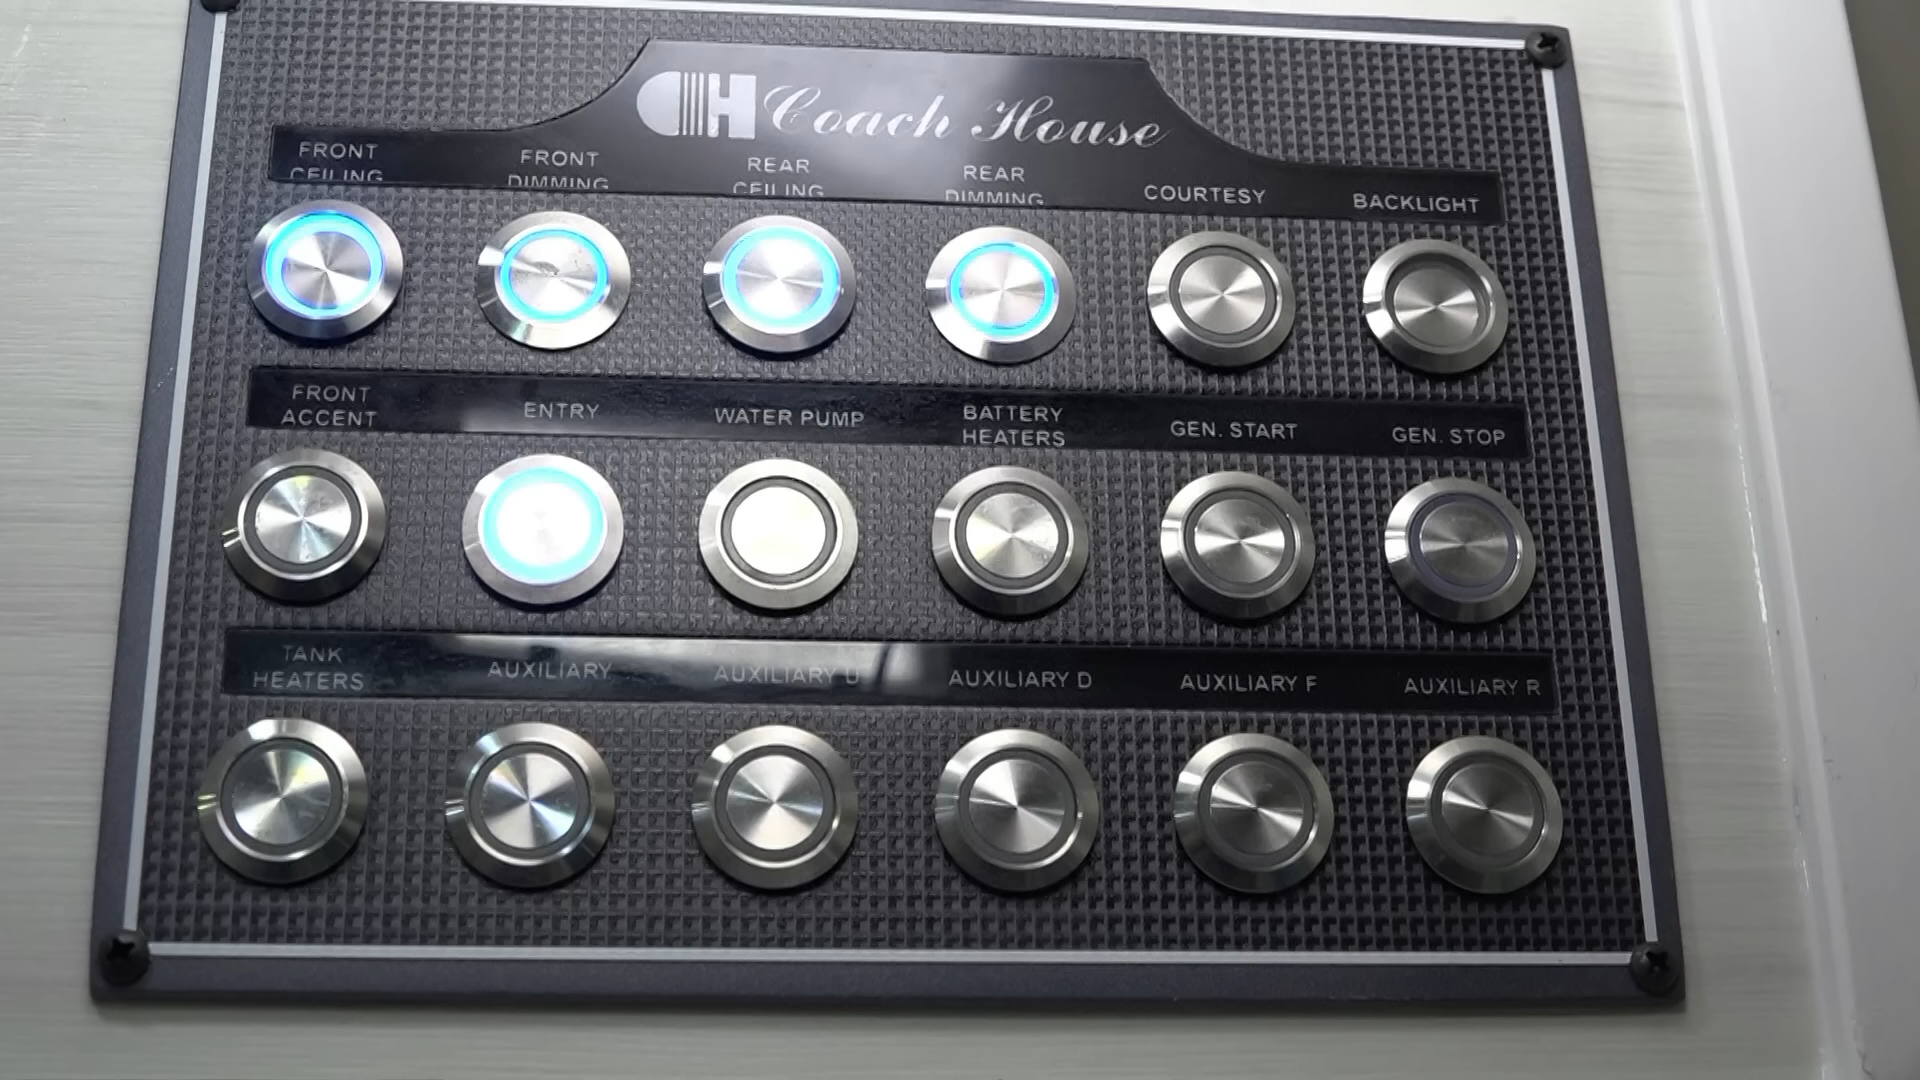 CH Coach House
FRONT CEILING
FRONT DIMMING
REAR CEILING
REAR DIMMING
COURTESY
BACKLIGHT
FRONT ACCENT
ENTRY
WATER PUMP
BATTERY HEATERS
GEN. START
GEN. STOP
TANK HEATERS
AUXILIARY
AUXILIARY U
AUXILIARY D
AUXILIARY F
AUXILIARY R